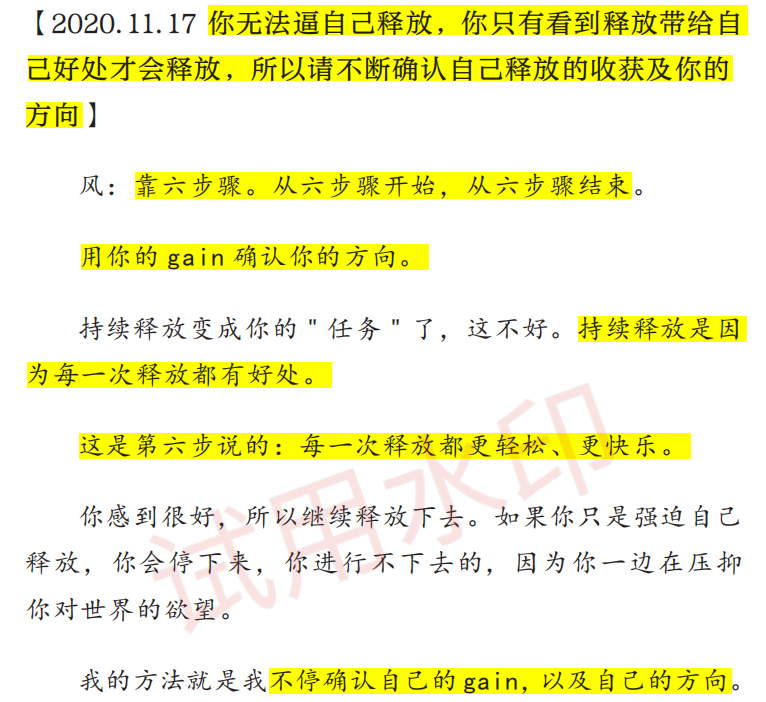 【2020.11.17 你无法逼自己释放，你只有看到释放带给自
己好处才会释放，所以请不断确认自己释放的收获及你的
方向】
风：靠六步骤。从六步骤开始，从六步骤结束。
用你的 gain 确认你的方向。
持续释放变成你的＂任务＂了，这不好。持续释放是因
为每一次释放都有好处。
这是第六步说的：每一次释放都更轻松、更快乐。
你感到很好，所以继续释放下去。如果你只是强迫自己
释放，你会停下来，你进行不下去的，因为你一边在压抑
你对世界的欲望。
我的方法就是我不停确认自己的 gain, 以及自己的方向。
试用水印